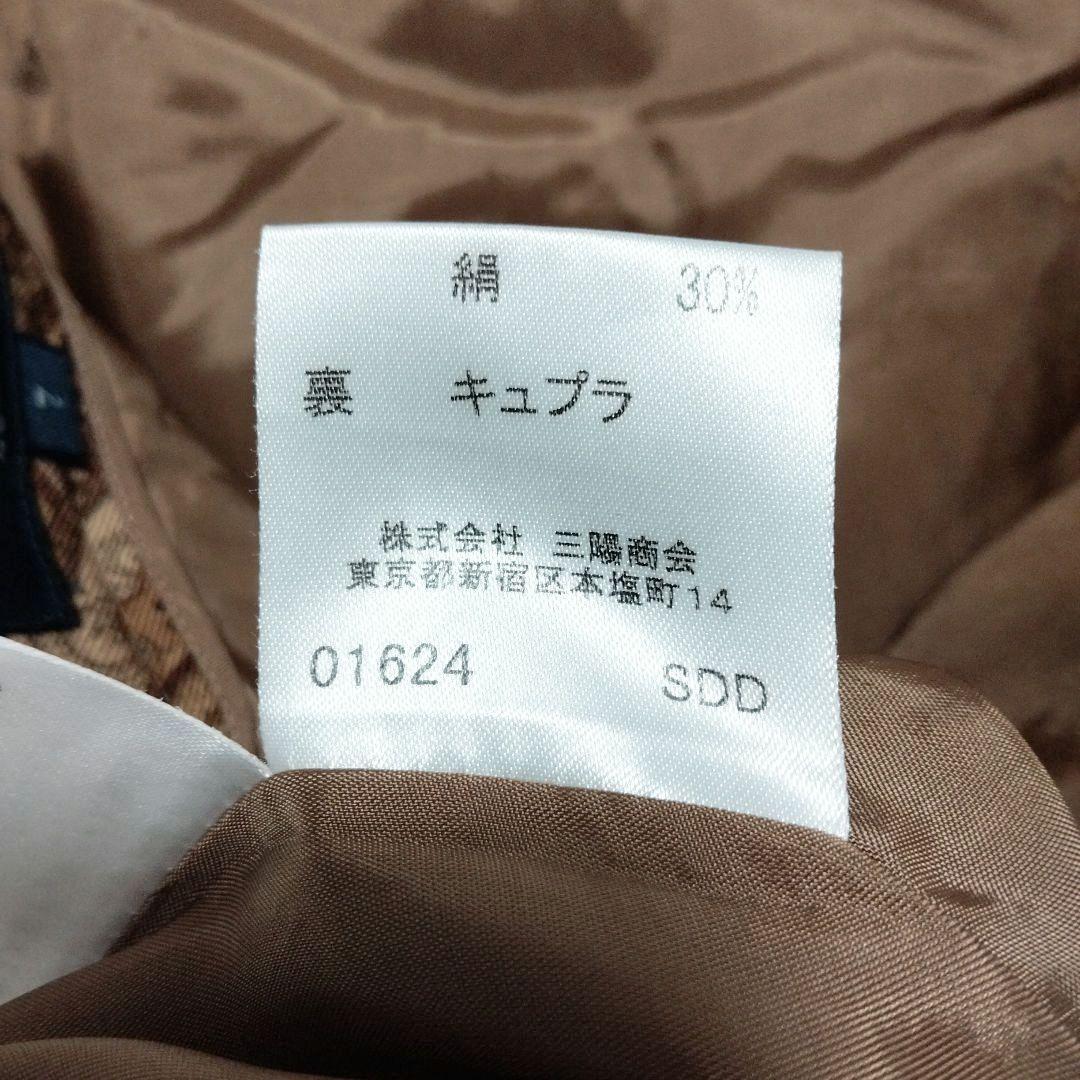 絹 30%
裏 キュプラ
株式会社 三陽商会
東京都新宿区本塩町14
01624 SDD
7